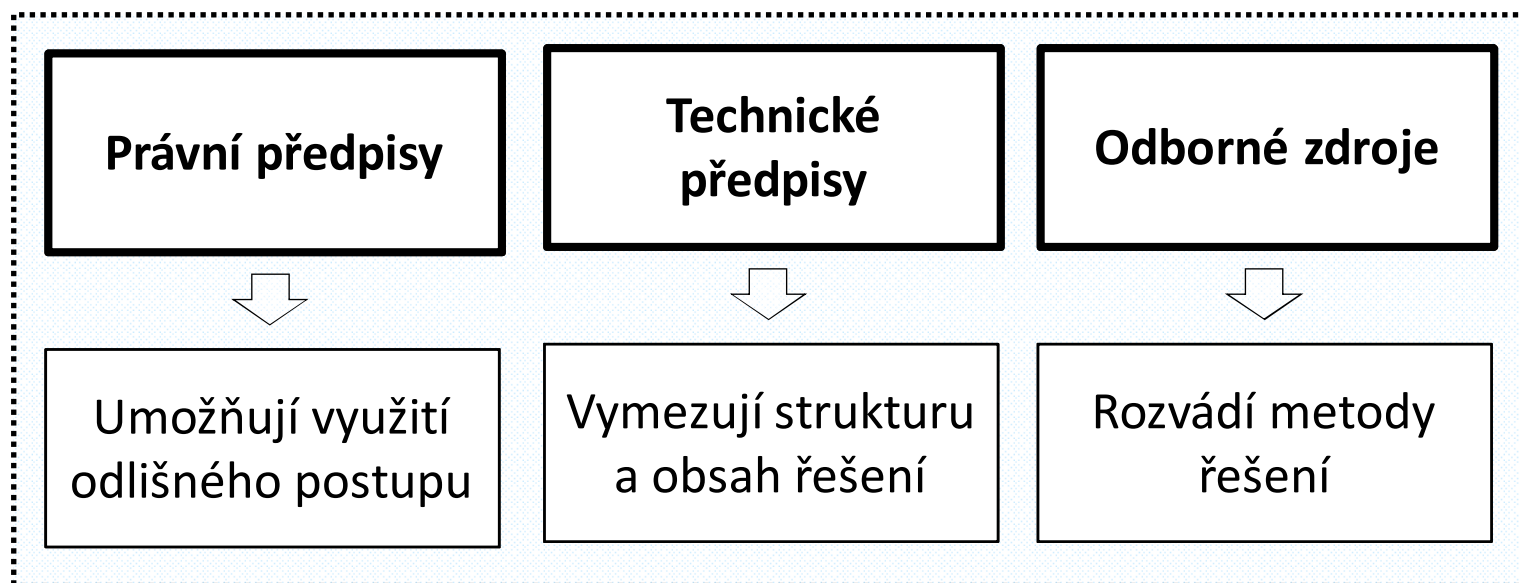 Právní předpisy
Technické
předpisy
Odborné zdroje
Umožňují využití
odlišného postupu
Vymezují strukturu
a obsah řešení
Rozvádí metody
řešení